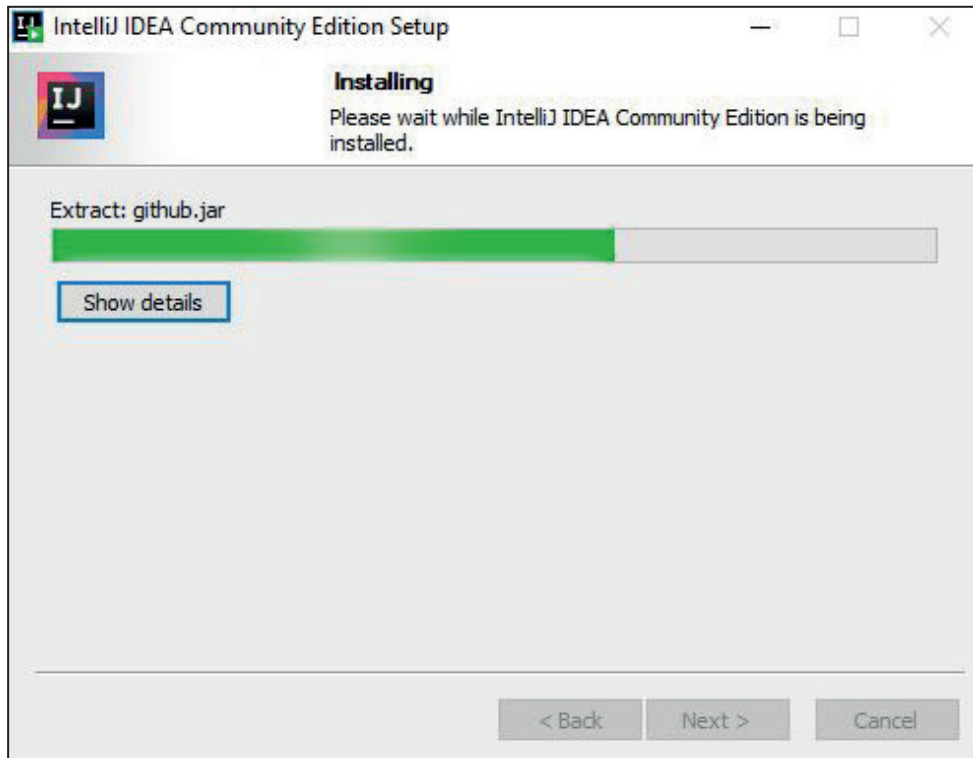 IntelliJ IDEA Community Edition Setup
IJ
Installing
Please wait while IntelliJ IDEA Community Edition is being
installed.
Extract: github.jar
Show details
< Back Next > Cancel